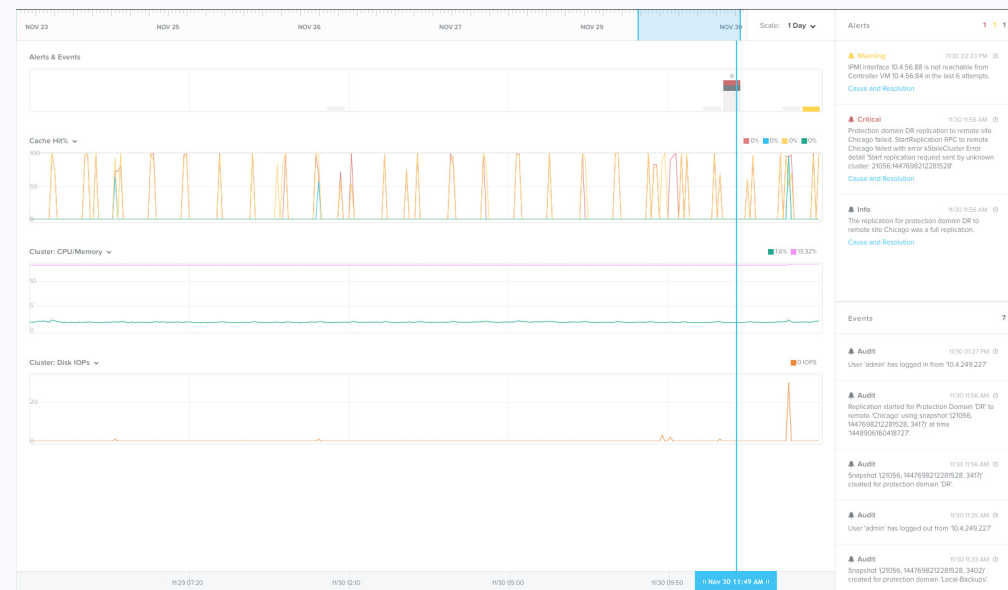 NOV 23 NOV 25 NOV 26 NOV 27 NOV 29 NOV 30 Scale: 1 Day
Alerts & Events
Cache Hit% 0% 0% 0% 0%
100
50
0
Cluster: CPU/Memory 1.6% 13.32%
10
5
0
Cluster: Disk IOPs 0 IOPS
20
0
11/29 07:20 11/30 12:10 11/30 05:00 11/30 09:50 Nov 30 11:49 AM
Alerts 1 1 1
Warning 11/30 02:23 PM
IPMI interface 10.4.56.88 is not reachable from
Controller VM 10.4.56.84 in the last 6 attempts.
Cause and Resolution
Critical 11/30 11:56 AM
Protection domain DR replication to remote site
Chicago failed. StartReplication RPC to remote
Chicago failed with error kStaleCluster Error
detail 'Start replication request sent by unknown
cluster: 21056:1447698212281528'
Cause and Resolution
Info 11/30 11:56 AM
The replication for protection domain DR to
remote site Chicago was a full replication.
Cause and Resolution
Events 7
Audit 11/30 01:27 PM
User 'admin' has logged in from '10.4.249.227'
Audit 11/30 11:56 AM
Replication started for Protection Domain 'DR' to
remote 'Chicago' using snapshot '(21056,
1447698212281528, 3417)' at time
'1448906160418727'.
Audit 11/30 11:56 AM
Snapshot '(21056, 1447698212281528, 3417)'
created for protection domain 'DR'.
Audit 11/30 11:35 AM
User 'admin' has logged out from '10.4.249.227'
Audit 11/30 11:33 AM
Snapshot '(21056, 1447698212281528, 3402)'
created for protection domain 'Local-Backups'.